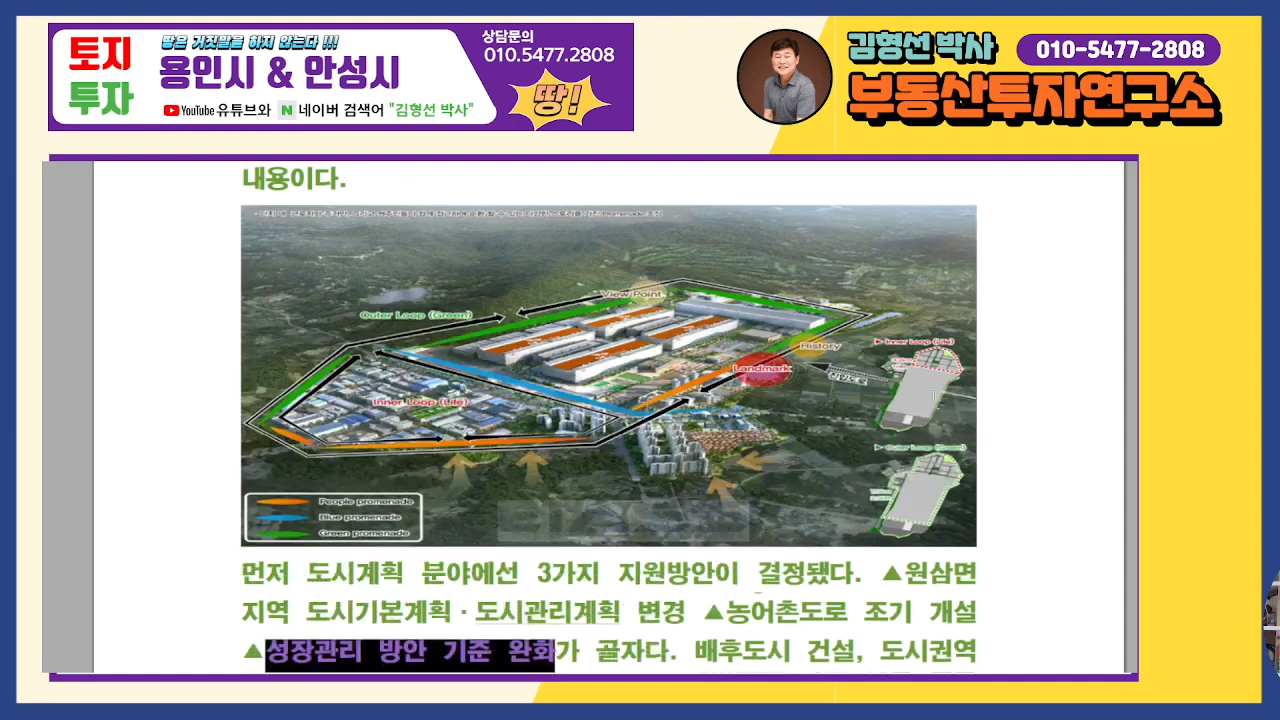 토지
투자
땅은 거짓말을 하지 않는다 !!!
용인시 & 안성시
YouTube 유튜브와 N 네이버 검색어 "김형선 박사"
상담문의
010.5477.2808
땅!
김형선 박사
010-5477-2808
부동산투자연구소
내용이다.
View Point
Outer Loop (Green)
History
Landmark
진입도로
Inner Loop (Life)
▶ Inner Loop (Life)
▶ Outer Loop (Green)
People promenade
Blue promenade
Green promenade
먼저 도시계획 분야에선 3가지 지원방안이 결정됐다. ▲원삼면
지역 도시기본계획·도시관리계획 변경 ▲농어촌도로 조기 개설
▲성장관리 방안 기준 완화가 골자다. 배후도시 건설, 도시권역